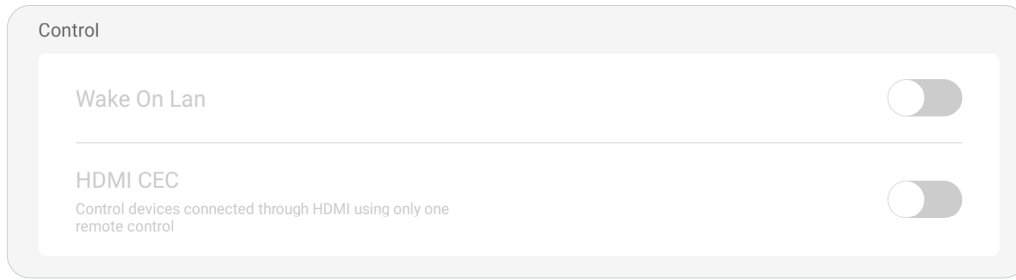 Control
Wake On Lan
HDMI CEC
Control devices connected through HDMI using only one
remote control